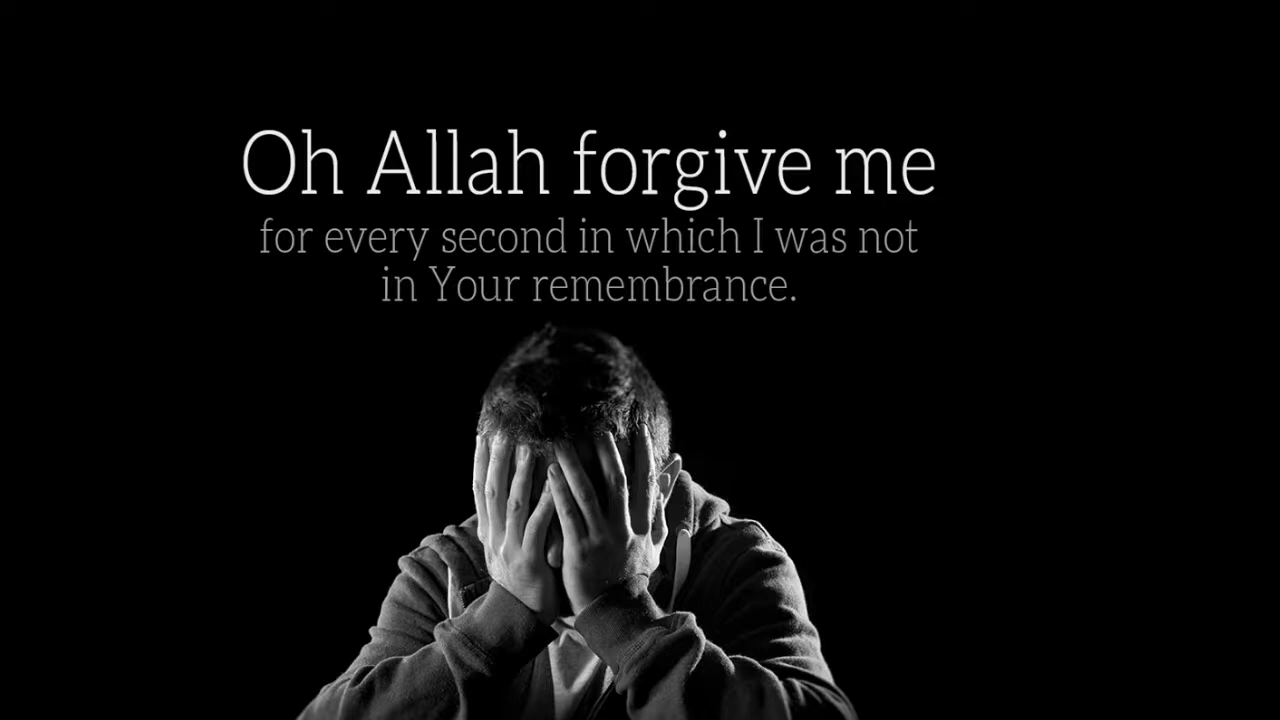 Oh Allah forgive me
for every second in which I was not
in Your remembrance.